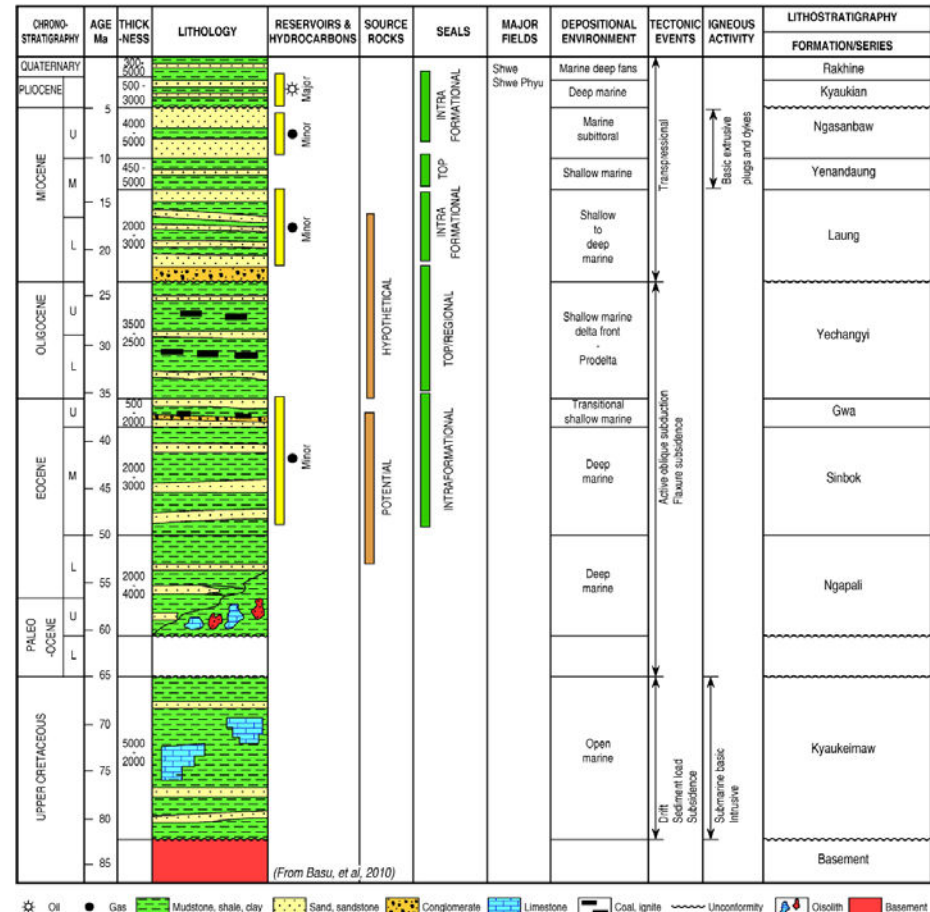 CHRONO-
STRATIGRAPHY
AGE
Ma
THICK
-NESS
LITHOLOGY
RESERVOIRS &
HYDROCARBONS
SOURCE
ROCKS
SEALS
MAJOR
FIELDS
DEPOSITIONAL
ENVIRONMENT
TECTONIC
EVENTS
IGNEOUS
ACTIVITY
LITHOSTRATIGRAPHY
FORMATION/SERIES
QUATERNARY
300-
5000
Marine deep fans
Rakhine
PLIOCENE
500 -
3000
Major
Shwe
Shwe Phyu
Deep marine
Kyaukian
5
MIOCENE
U
4000
-
5000
Minor
INTRA
FORMATIONAL
Marine
subittoral
Ngasanbaw
10
M
450 -
5000
TOP
Shallow marine
Yenandaung
Transpressional
Basic extrusive
plugs and dykes
15
L
2000
-
3000
Minor
INTRA
FORMATIONAL
Shallow
to
deep
marine
Laung
20
25
OLIGOCENE
U
3500
-
2500
HYPOTHETICAL
TOP/REGIONAL
Shallow marine
delta front
-
Prodelta
Yechangyi
30
L
35
EOCENE
U
500
-
2000
Transitional
shallow marine
Gwa
40
M
2000
-
3000
Minor
POTENTIAL
INTRAFORMATIONAL
Deep
marine
Active oblique subduction
Flaxure subsidence
Sinbok
45
50
L
2000
-
4000
Deep
marine
Ngapali
55
PALEO
-OCENE
U
60
L
65
UPPER CRETACEOUS
70
5000
-
2000
Open
marine
Drift
Sediment load
Subsidence
Submarine basic
Intrusive
Kyaukeimaw
75
80
85
(From Basu, et al, 2010)
Basement
Oil
Gas
Mudstone, shale, clay
Sand, sandstone
Conglomerate
Limestone
Coal, ignite
Unconformity
Oisolith
Basement